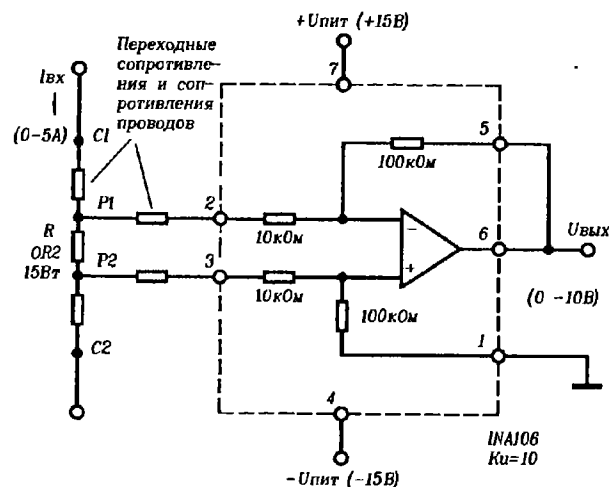 +Uпит (+15В)
7
Переходные
сопротивле-
ния и соп-
ротивления
проводов
Iвх
(0-5А)
C1
5
100кОм
P1
2
10кОм
R
0R2
15Вт
P2
3
10кОм
-
+
6
Uвых
(0 -10В)
100кОм
1
C2
4
INA106
Ku=10
-Uпит (-15В)